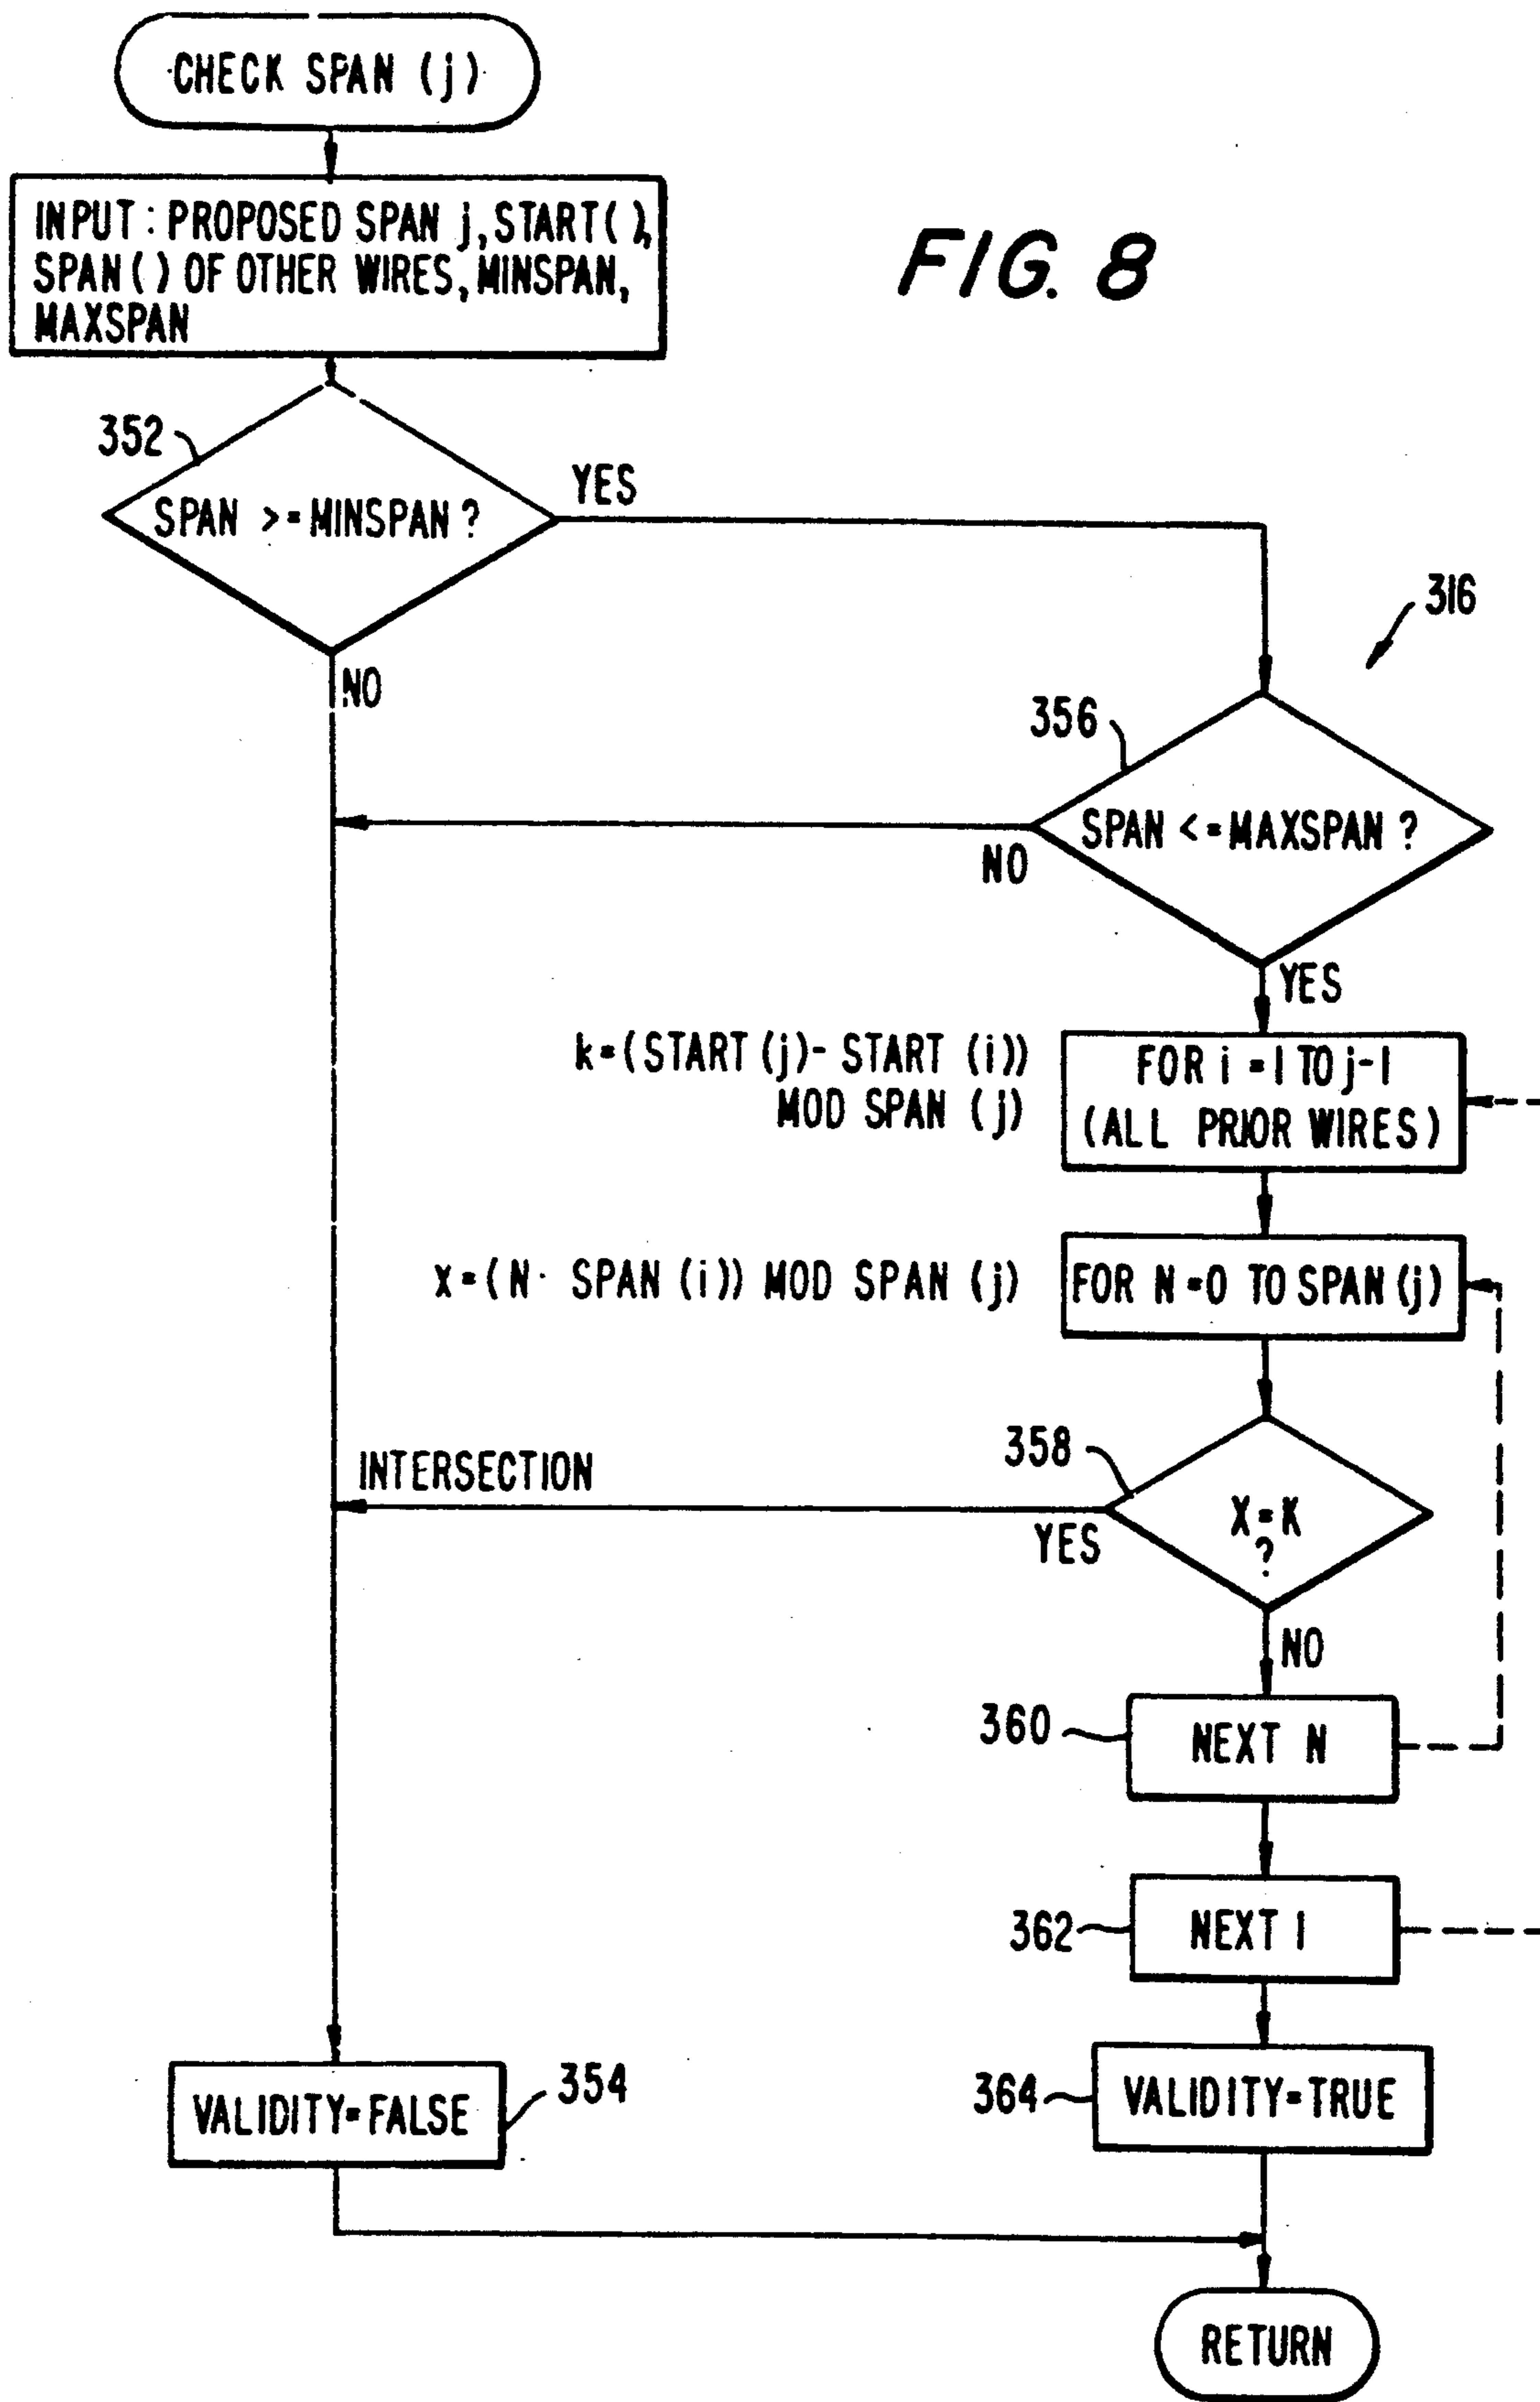 CHECK SPAN (j)
INPUT: PROPOSED SPAN j, START( ),
SPAN( ) OF OTHER WIRES, MINSPAN,
MAXSPAN
FIG. 8
352
SPAN >= MINSPAN ?
YES
NO
316
356
SPAN <= MAXSPAN ?
NO
YES
k=(START (j)- START (i))
MOD SPAN (j)
FOR i = 1 TO j-1
(ALL PRIOR WIRES)
X=(N· SPAN (i)) MOD SPAN (j)
FOR N=0 TO SPAN (j)
358
INTERSECTION
X=K
?
YES
NO
360
NEXT N
362
NEXT I
VALIDITY=FALSE
354
364
VALIDITY=TRUE
RETURN